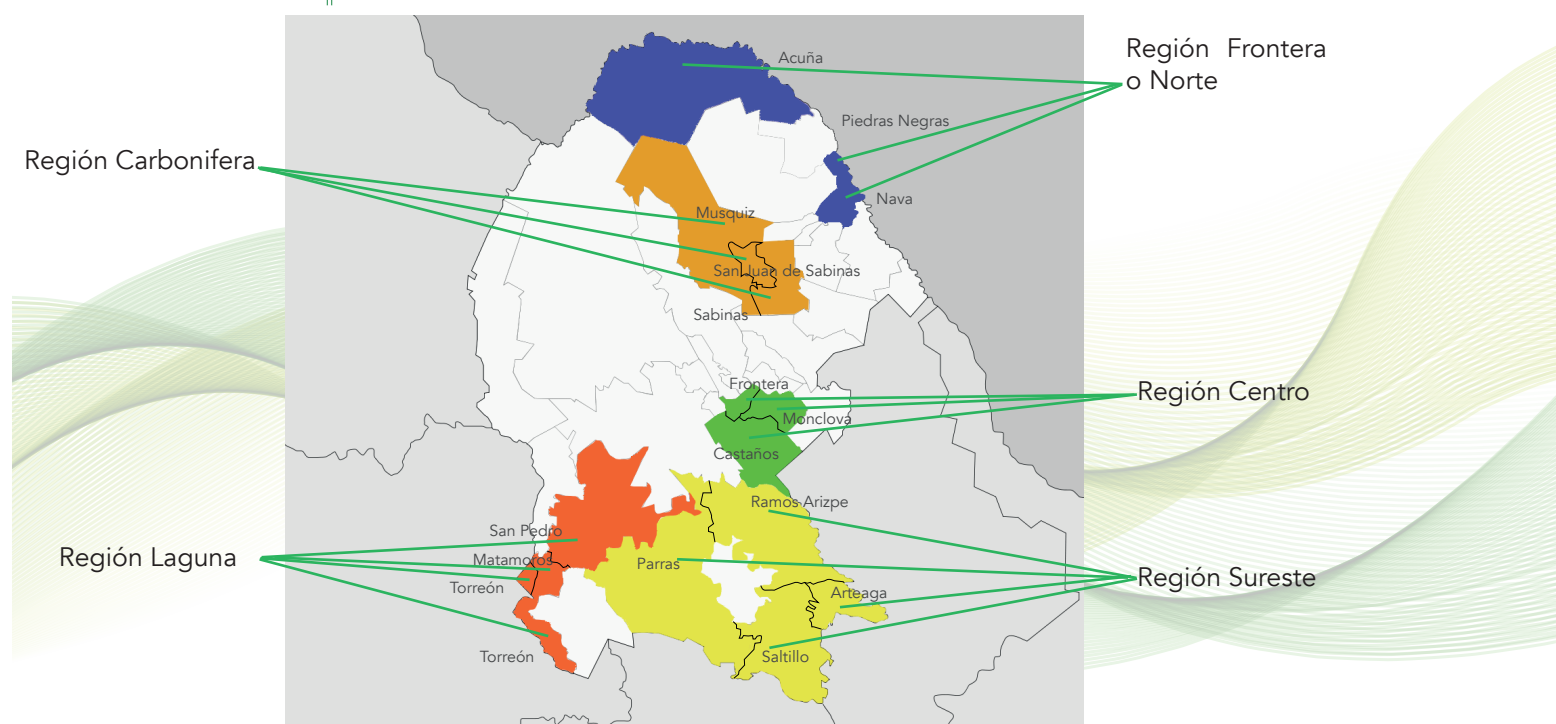 Región Frontera
o Norte
Acuña
Piedras Negras
Región Carbonifera
Nava
Musquiz
San Juan de Sabinas
Sabinas
Frontera
Región Centro
Monclova
Castaños
Ramos Arizpe
San Pedro
Región Laguna
Matamoros
Parras
Región Sureste
Torreón
Arteaga
Torreón
Saltillo